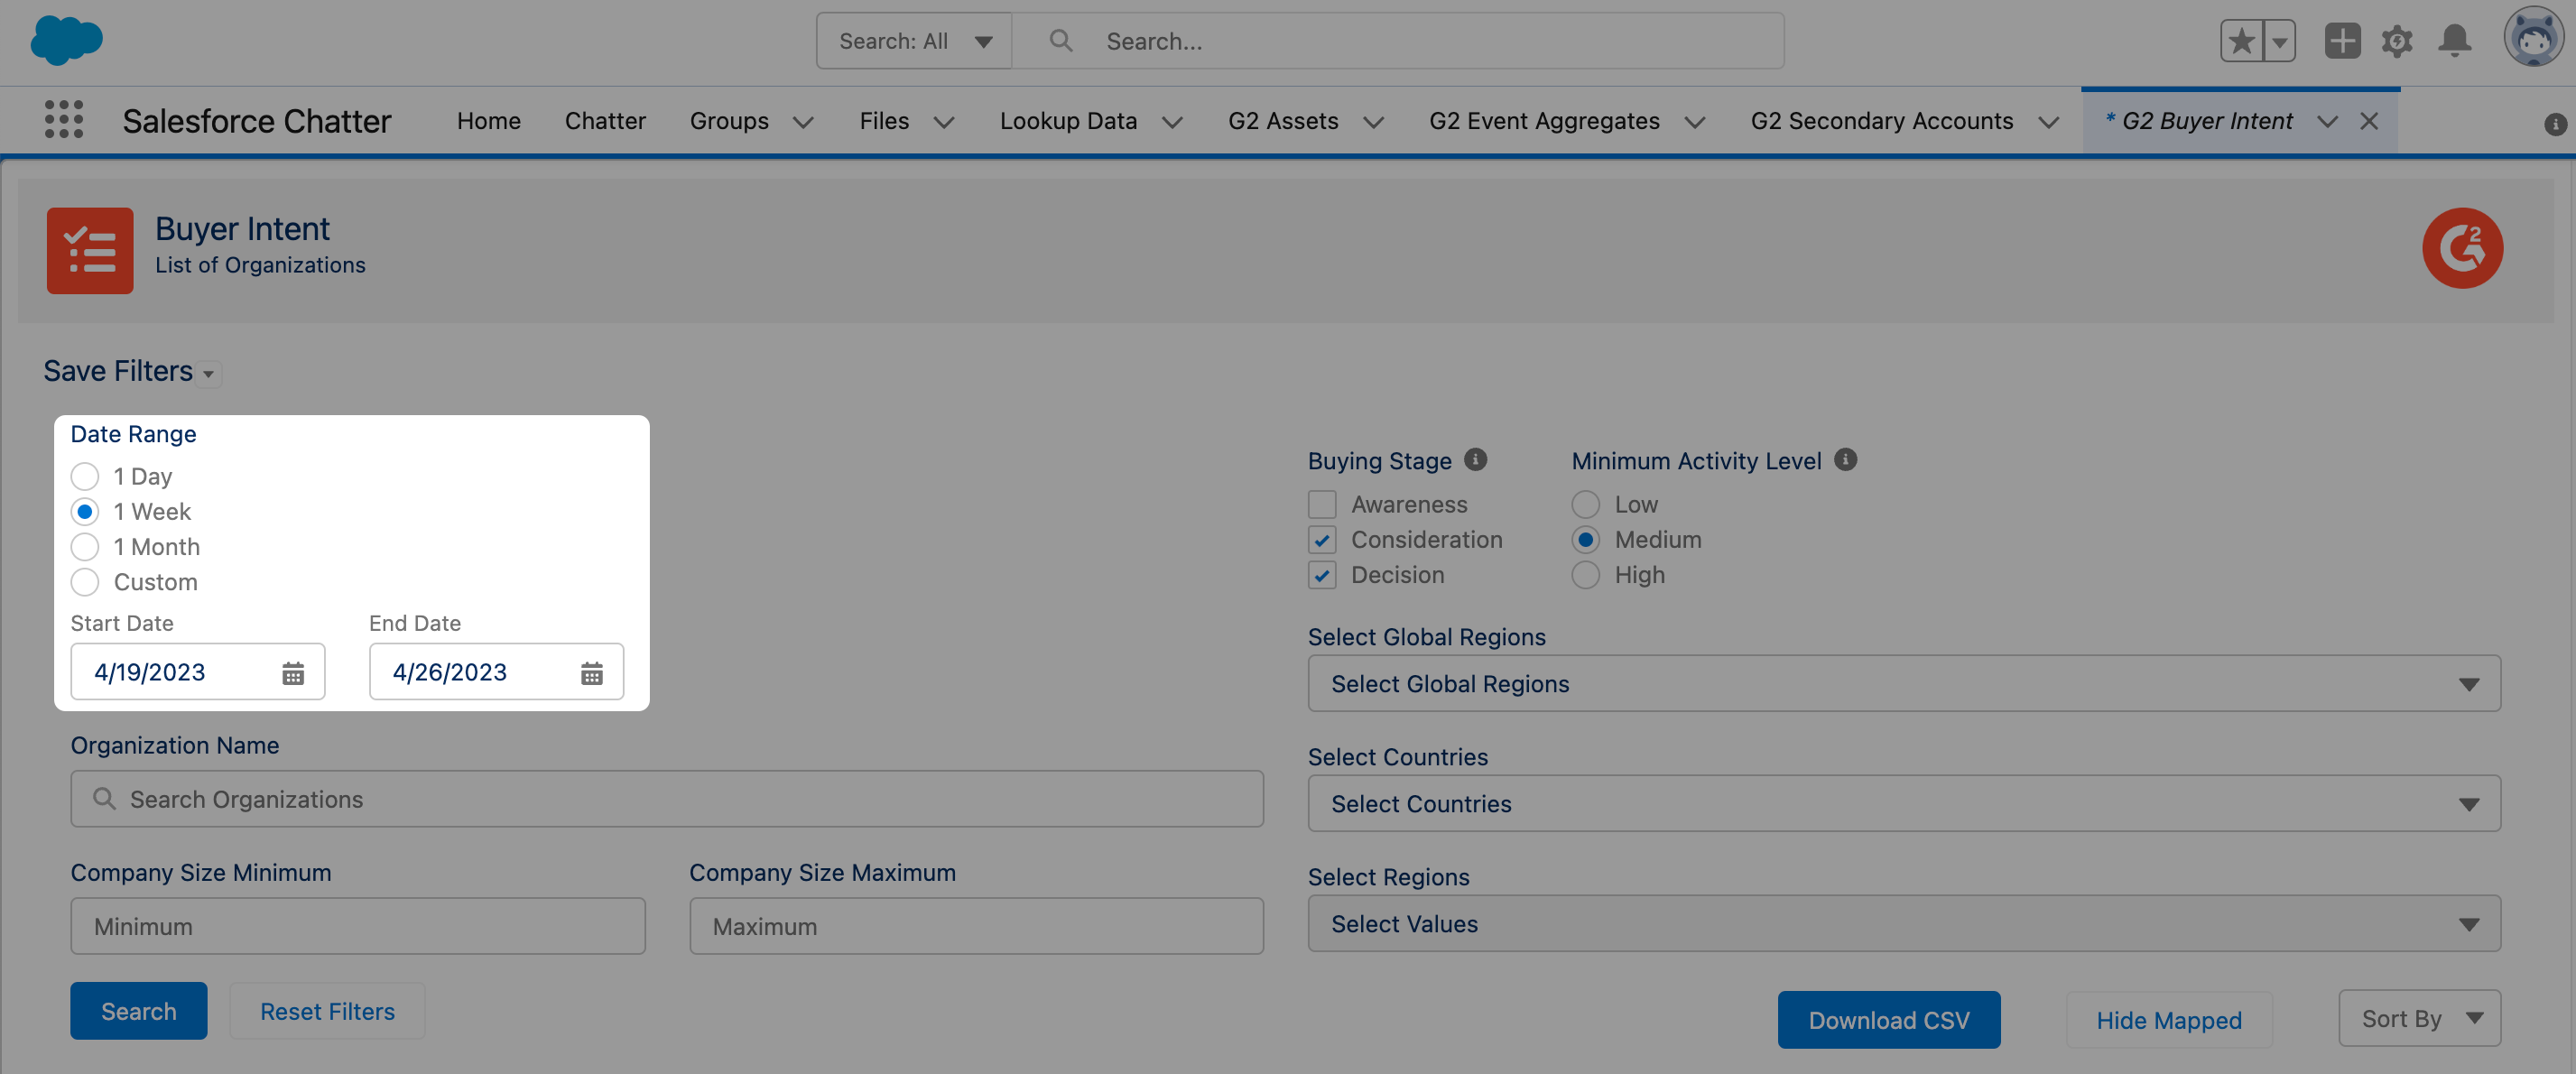 Search: All
Search...
Salesforce Chatter
Home
Chatter
Groups
Files
Lookup Data
G2 Assets
G2 Event Aggregates
G2 Secondary Accounts
* G2 Buyer Intent
Buyer Intent
List of Organizations
G2
Save Filters
Date Range
1 Day
1 Week
1 Month
Custom
Start Date
End Date
4/19/2023
4/26/2023
Organization Name
Search Organizations
Company Size Minimum
Company Size Maximum
Minimum
Maximum
Buying Stage
Awareness
Consideration
Decision
Minimum Activity Level
Low
Medium
High
Select Global Regions
Select Global Regions
Select Countries
Select Countries
Select Regions
Select Values
Search
Reset Filters
Download CSV
Hide Mapped
Sort By